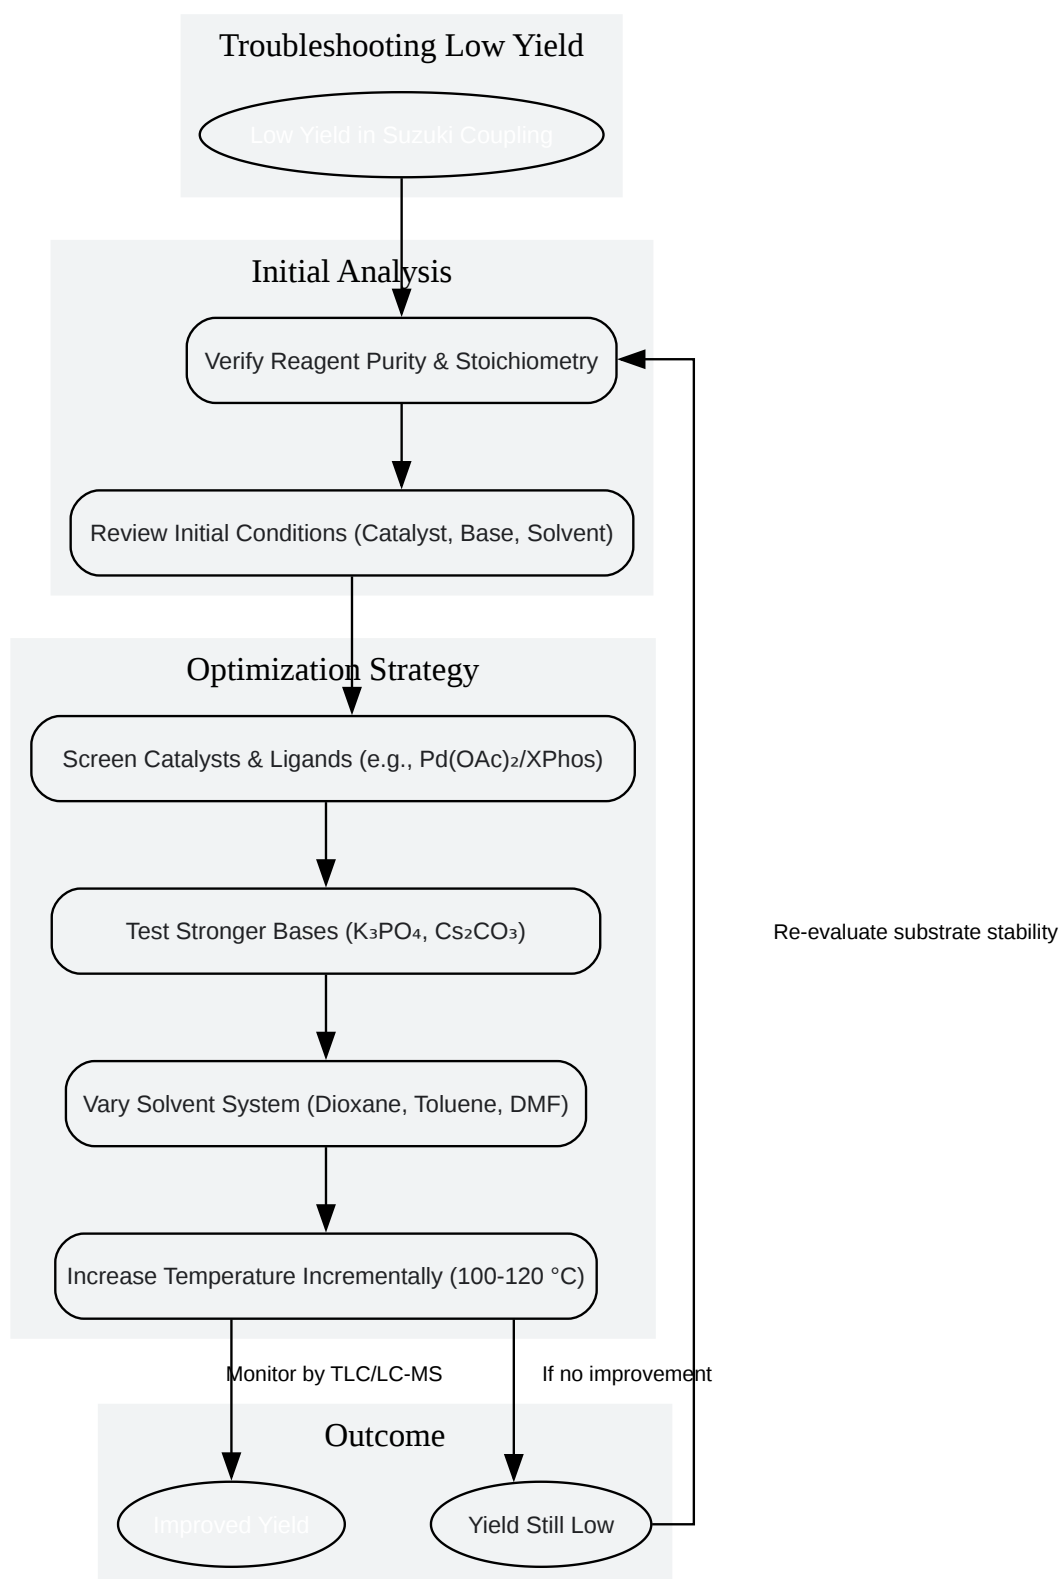 Troubleshooting Low Yield
Low Yield in Suzuki Coupling
Initial Analysis
Verify Reagent Purity & Stoichiometry
Review Initial Conditions (Catalyst, Base, Solvent)
Optimization Strategy
Screen Catalysts & Ligands (e.g., Pd(OAc)₂/XPhos)
Test Stronger Bases (K₃PO₄, Cs₂CO₃)
Re-evaluate substrate stability
Vary Solvent System (Dioxane, Toluene, DMF)
Increase Temperature Incrementally (100-120 °C)
Monitor by TLC/LC-MS
If no improvement
Outcome
Improved Yield
Yield Still Low